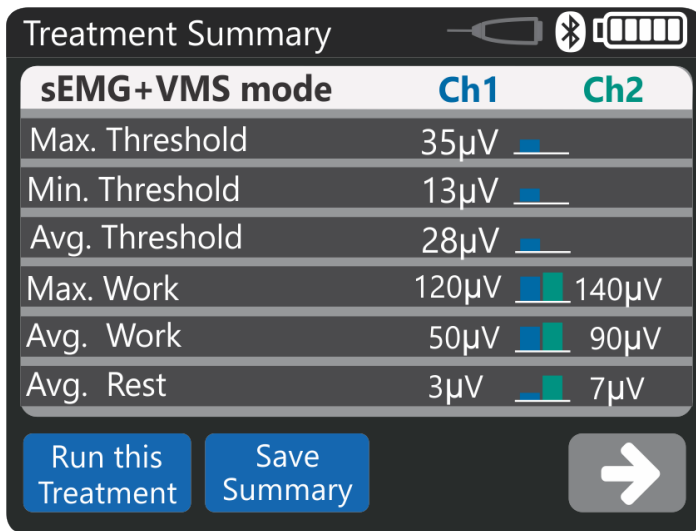 Treatment Summary
sEMG+VMS mode Ch1 Ch2
Max. Threshold 35µV
Min. Threshold 13µV
Avg. Threshold 28µV
Max. Work 120µV 140µV
Avg. Work 50µV 90µV
Avg. Rest 3µV 7µV
Run this
Treatment
Save
Summary